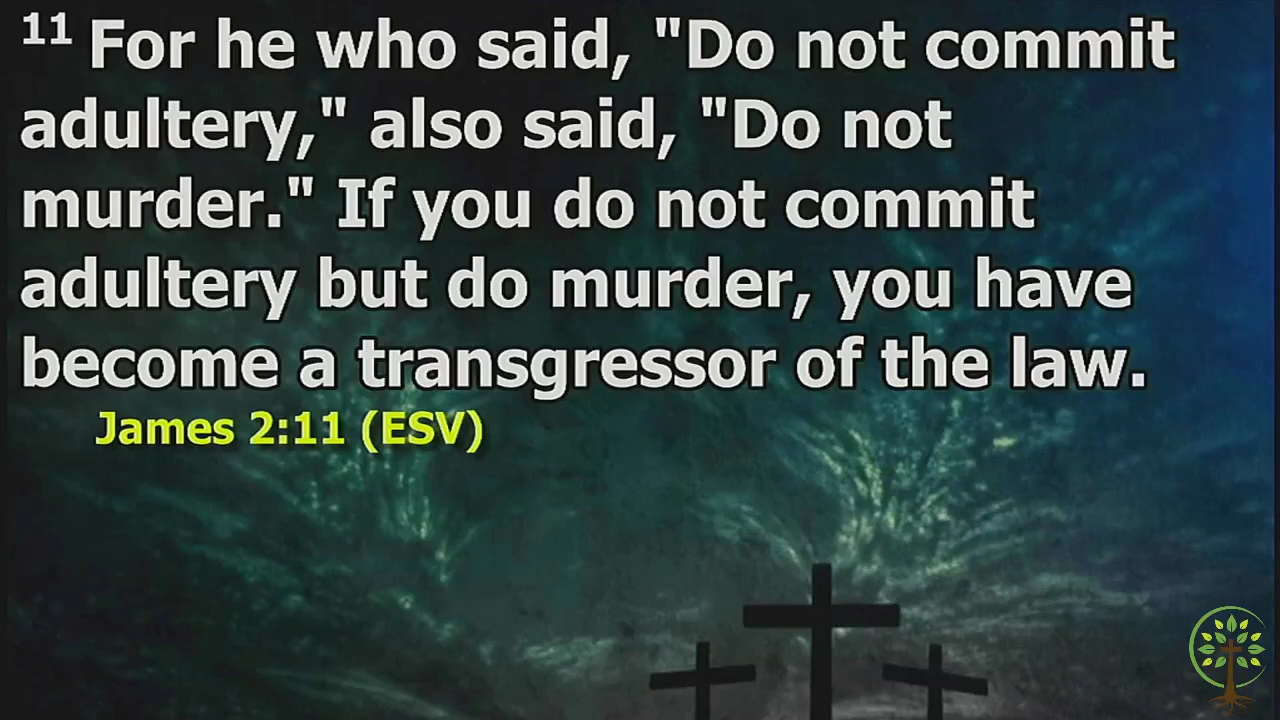 11 For he who said, "Do not commit
adultery," also said, "Do not
murder." If you do not commit
adultery but do murder, you have
become a transgressor of the law.
James 2:11 (ESV)